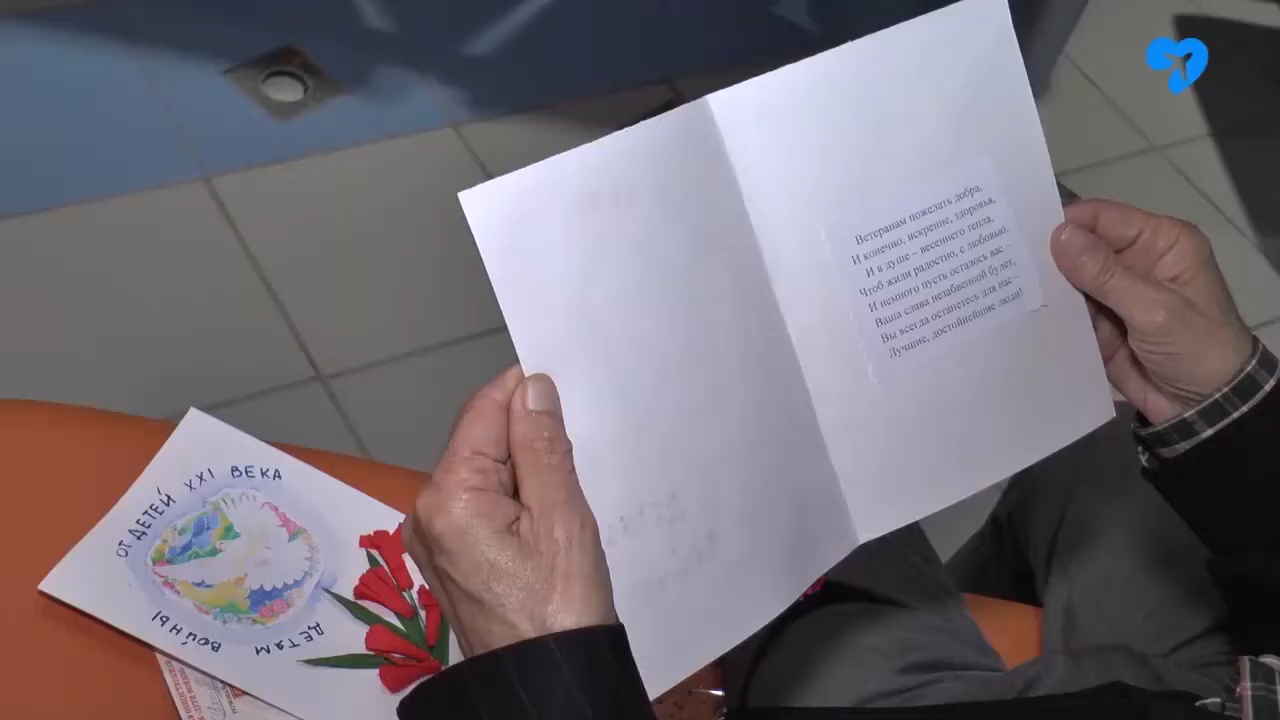 Ветеранам пожелать добра,
И конечно, искренне, здоровья,
И в душе – весеннего тепла,
Чтоб жили радостно, с любовью.
И немного пусть осталось вас –
Ваша слава незабвенной будет,
Вы всегда останетесь для нас –
Лучшие, достойнейшие люди!
ОТ ДЕТЕЙ XXI ВЕКА
ДЕТЯМ ВОЙНЫ